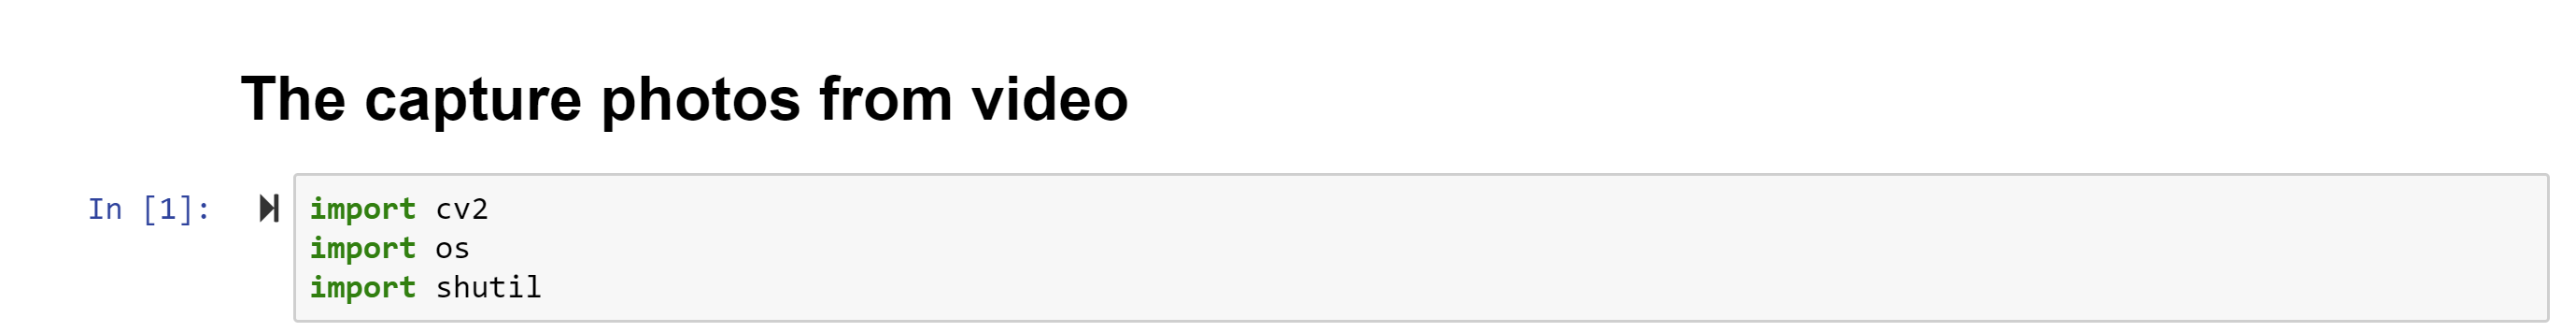 The capture photos from video
In [1]:
import cv2
import os
import shutil